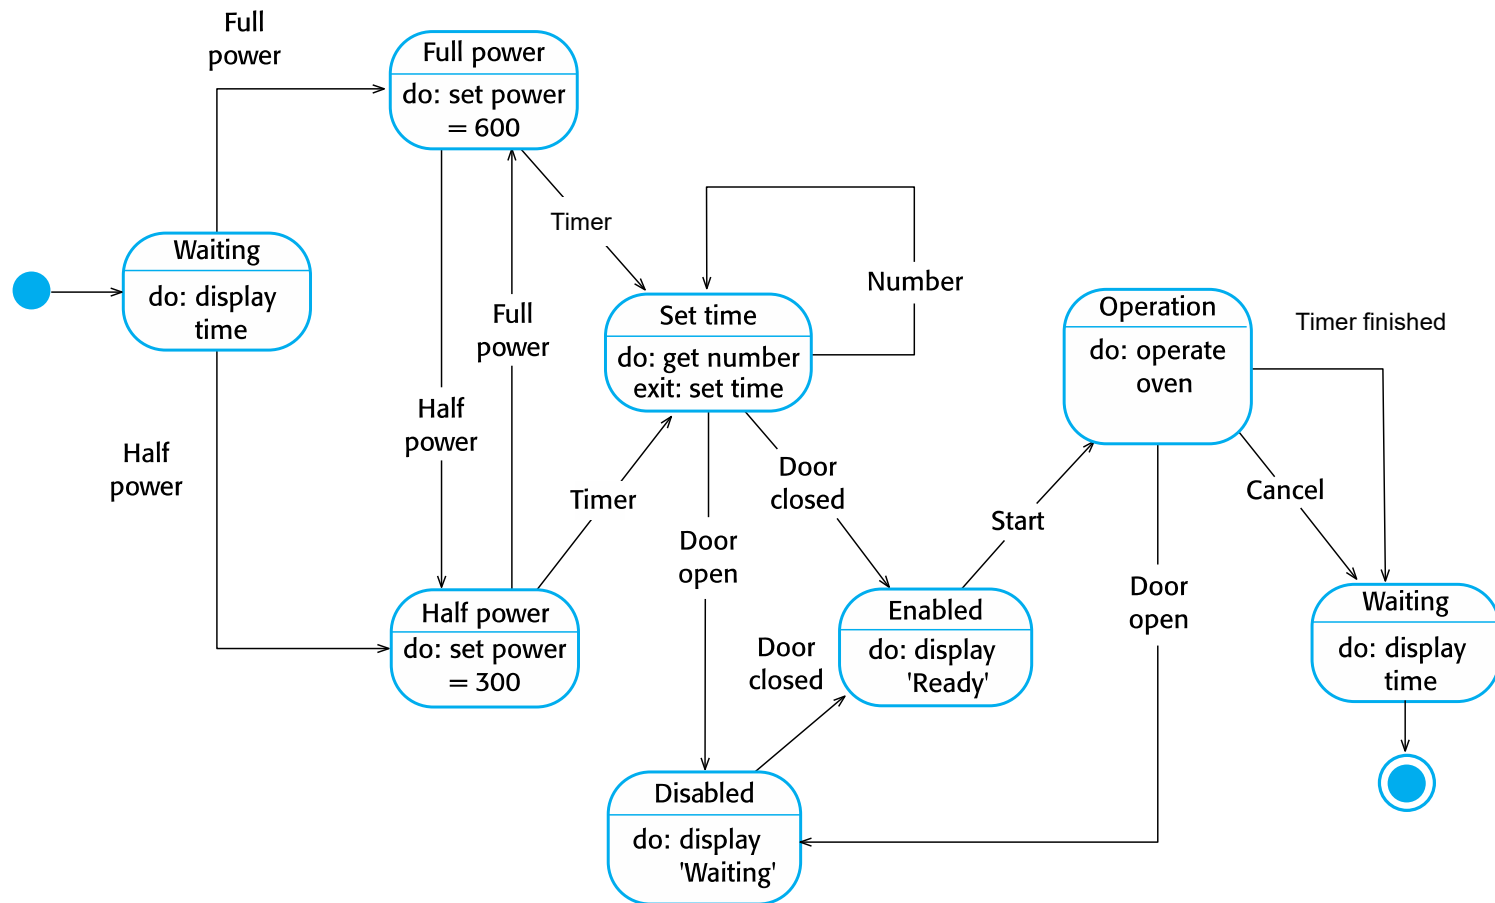 Full
power
Full power
do: set power
= 600
Timer
Waiting
do: display
time
Number
Full
power
Set time
do: get number
exit: set time
Operation
do: operate
oven
Timer finished
Half
power
Half
power
Timer
Door
closed
Door
open
Start
Cancel
Door
open
Half power
do: set power
= 300
Door
closed
Enabled
do: display
'Ready'
Waiting
do: display
time
Disabled
do: display
'Waiting'